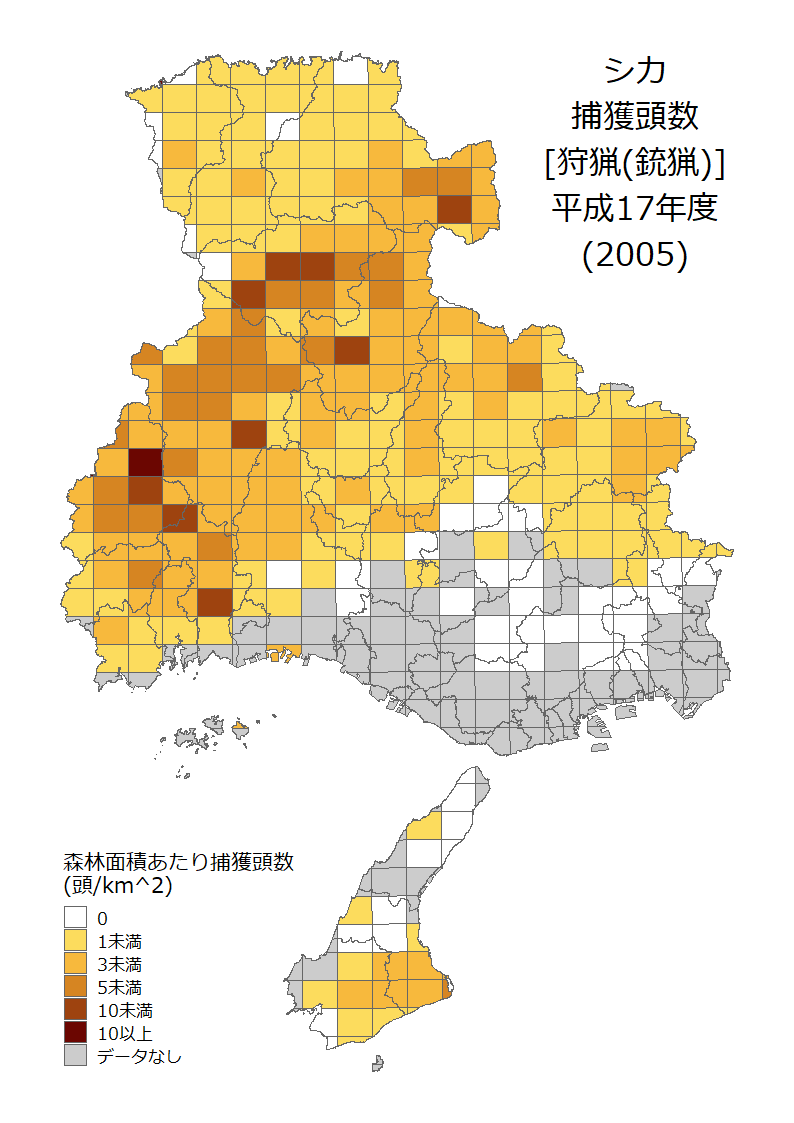 シカ
捕獲頭数
[狩猟(銃猟)]
平成17年度
(2005)
森林面積あたり捕獲頭数
(頭/km^2)
0
1未満
3未満
5未満
10未満
10以上
データなし